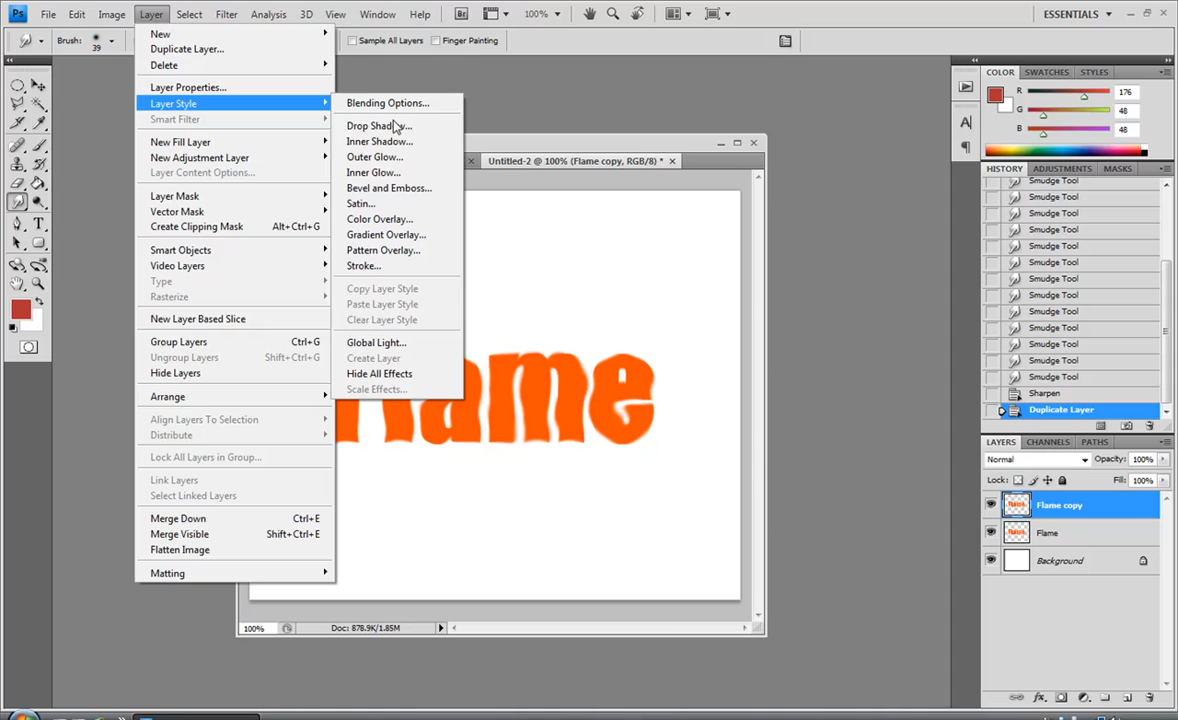 Ps File Edit Image Layer Select Filter Analysis 3D View Window Help Br 100% ESSENTIALS
Brush: 39 Sample All Layers Finger Painting
New
Duplicate Layer...
Delete
Layer Properties...
Layer Style
Smart Filter
New Fill Layer
New Adjustment Layer
Layer Content Options...
Layer Mask
Vector Mask
Create Clipping Mask Alt+Ctrl+G
Smart Objects
Video Layers
Type
Rasterize
New Layer Based Slice
Group Layers Ctrl+G
Ungroup Layers Shift+Ctrl+G
Hide Layers
Arrange
Align Layers To Selection
Distribute
Lock All Layers in Group...
Link Layers
Select Linked Layers
Merge Down Ctrl+E
Merge Visible Shift+Ctrl+E
Flatten Image
Matting
Blending Options...
Drop Shadow...
Inner Shadow...
Outer Glow...
Inner Glow...
Bevel and Emboss...
Satin...
Color Overlay...
Gradient Overlay...
Pattern Overlay...
Stroke...
Copy Layer Style
Paste Layer Style
Clear Layer Style
Global Light...
Create Layer
Hide All Effects
Scale Effects...
Untitled-2 @ 100% (Flame copy, RGB/8) *
Flame
100% Doc: 878.9K/1.85M
COLOR SWATCHES STYLES
R 176
G 48
B 48
HISTORY ADJUSTMENTS MASKS
Smudge Tool
Smudge Tool
Smudge Tool
Smudge Tool
Smudge Tool
Smudge Tool
Smudge Tool
Smudge Tool
Smudge Tool
Smudge Tool
Smudge Tool
Smudge Tool
Smudge Tool
Sharpen
Duplicate Layer
LAYERS CHANNELS PATHS
Normal Opacity: 100%
Lock: Fill: 100%
Flame copy
Flame
Background